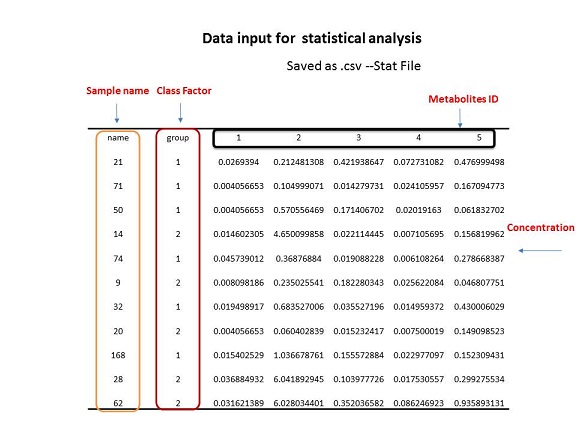 Data input for statistical analysis
Saved as .csv --Stat File
Sample name Class Factor
Metabolites ID
name group 1 2 3 4 5
21 1 0.0269394 0.212481308 0.421938647 0.072731082 0.476999498
71 1 0.004056653 0.104999071 0.014279731 0.024105957 0.167094773
50 1 0.004056653 0.570556469 0.171406702 0.02019163 0.061832702
Concentration
14 2 0.014602305 4.650099858 0.022114445 0.007105695 0.156819962
74 1 0.045739012 0.36876884 0.019088228 0.006108264 0.278668387
9 2 0.008098186 0.235025541 0.182280343 0.025622084 0.046807751
32 1 0.019498917 0.683527006 0.035527196 0.014959372 0.430006029
20 2 0.004056653 0.060402839 0.015232417 0.007500019 0.149098523
168 1 0.015402529 1.036678761 0.155572884 0.022977097 0.152309431
28 2 0.036884932 6.041892945 0.103977726 0.017530557 0.299275534
62 2 0.031621389 6.028034401 0.352036582 0.086246923 0.935893131